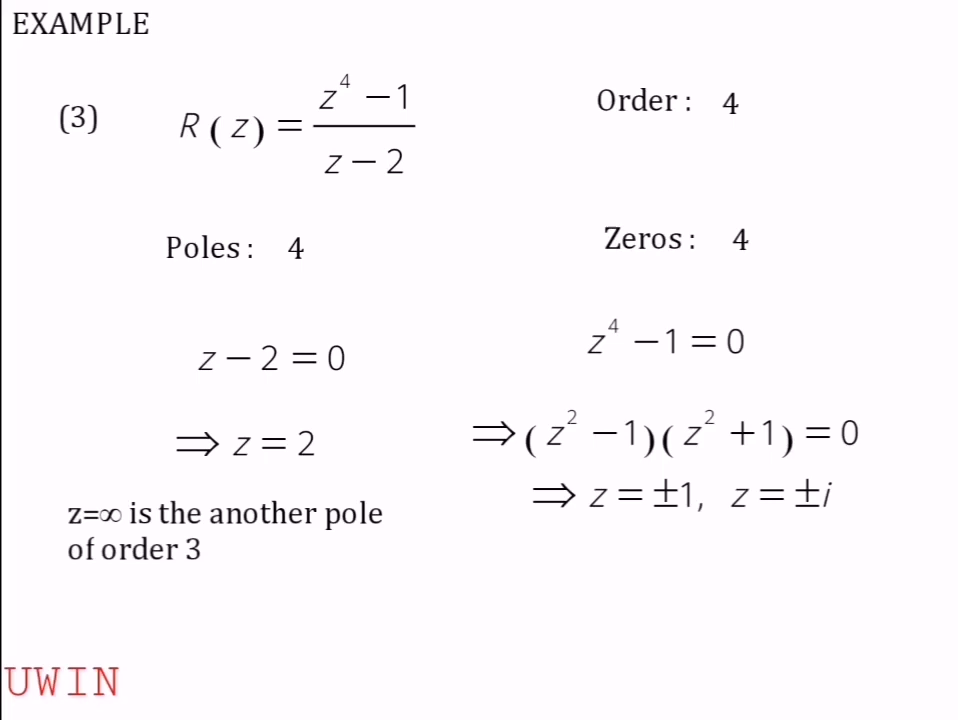 EXAMPLE
(3) R(z) = (z⁴ − 1)/(z − 2)
Order : 4
Poles : 4
Zeros : 4
z − 2 = 0
⇒ z = 2
z=∞ is the another pole
of order 3
z⁴ − 1 = 0
⇒ (z² − 1)(z² + 1) = 0
⇒ z = ±1, z = ±i
UWIN